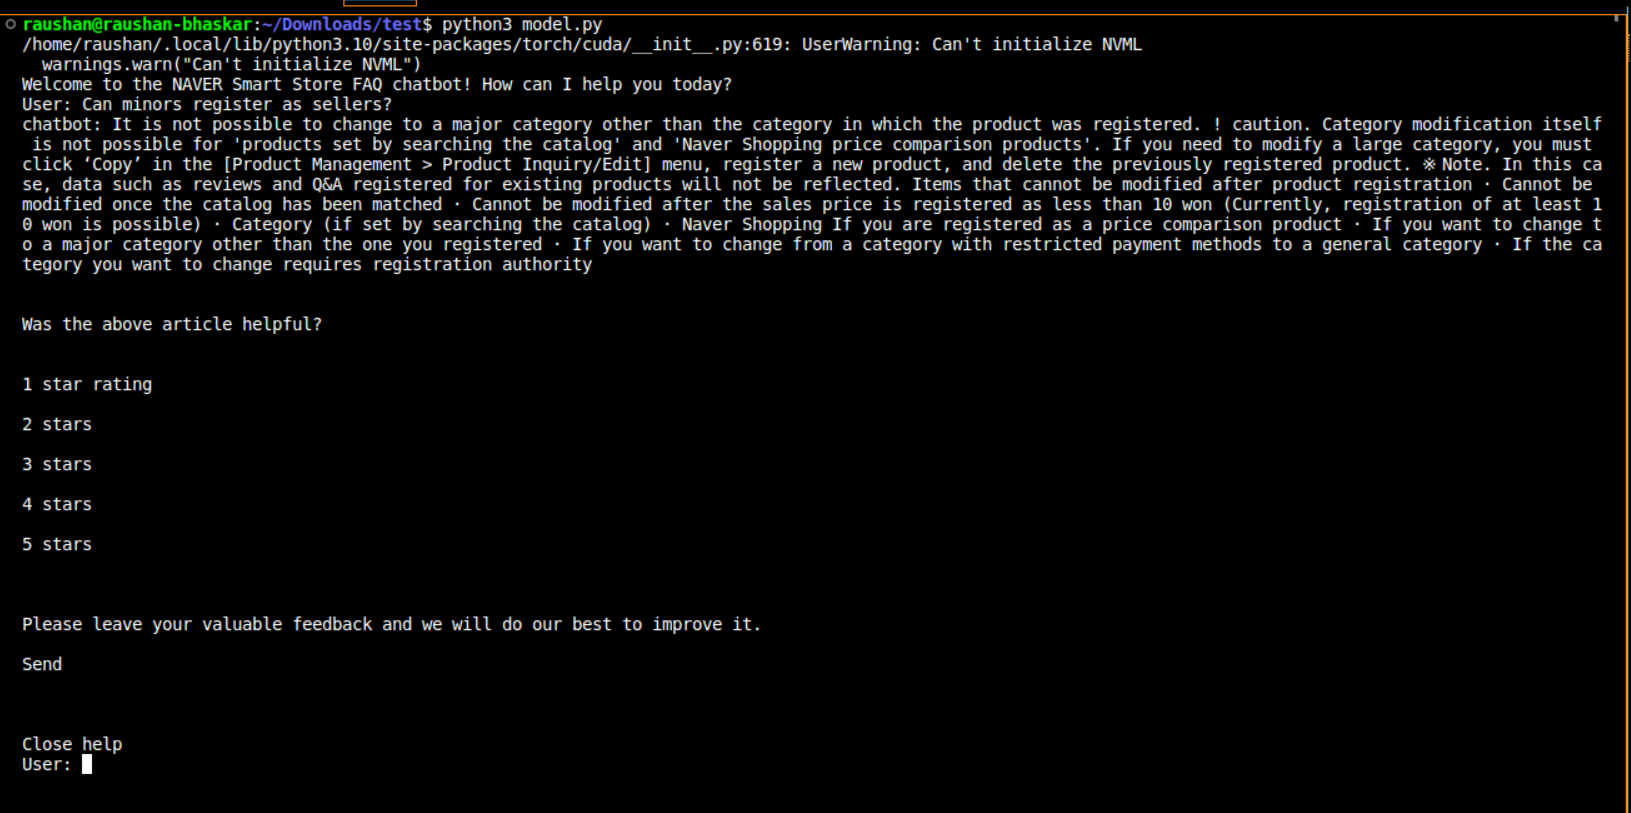 raushan@raushan-bhaskar:~/Downloads/test$ python3 model.py
/home/raushan/.local/lib/python3.10/site-packages/torch/cuda/__init__.py:619: UserWarning: Can't initialize NVML
  warnings.warn("Can't initialize NVML")
Welcome to the NAVER Smart Store FAQ chatbot! How can I help you today?
User: Can minors register as sellers?
chatbot: It is not possible to change to a major category other than the category in which the product was registered. ! caution. Category modification itself
 is not possible for 'products set by searching the catalog' and 'Naver Shopping price comparison products'. If you need to modify a large category, you must
click ‘Copy’ in the [Product Management > Product Inquiry/Edit] menu, register a new product, and delete the previously registered product. ※ Note. In this ca
se, data such as reviews and Q&A registered for existing products will not be reflected. Items that cannot be modified after product registration · Cannot be
modified once the catalog has been matched · Cannot be modified after the sales price is registered as less than 10 won (Currently, registration of at least 1
0 won is possible) · Category (if set by searching the catalog) · Naver Shopping If you are registered as a price comparison product · If you want to change t
o a major category other than the one you registered · If you want to change from a category with restricted payment methods to a general category · If the ca
tegory you want to change requires registration authority
Was the above article helpful?
1 star rating
2 stars
3 stars
4 stars
5 stars
Please leave your valuable feedback and we will do our best to improve it.
Send
Close help
User: